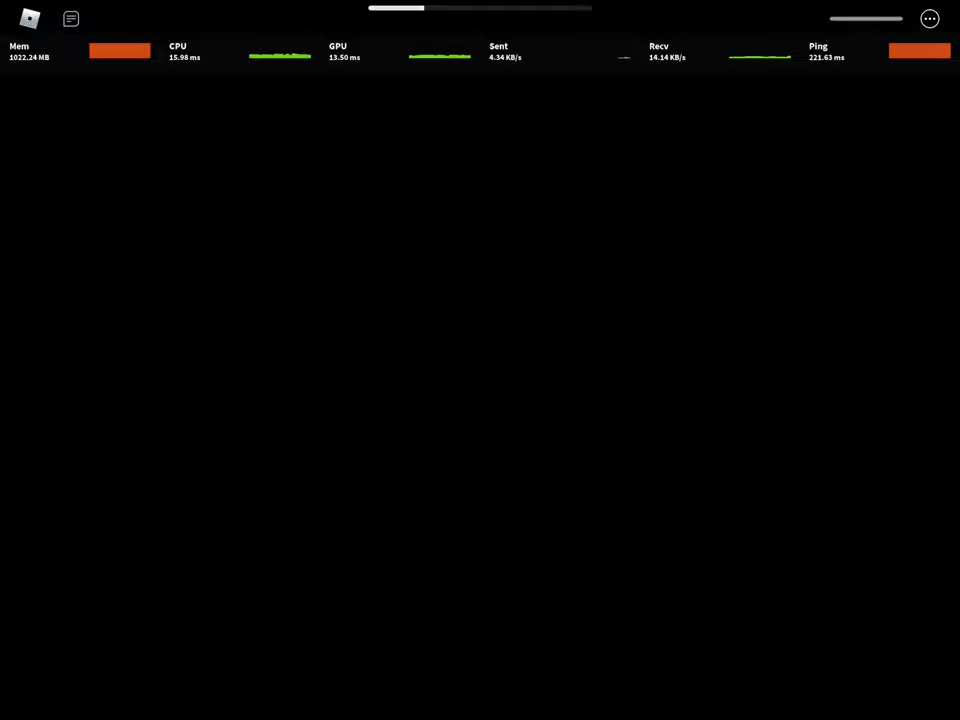 Mem CPU GPU Sent Recv Ping
1022.24 MB 15.98 ms 13.50 ms 4.34 KB/s 14.14 KB/s 221.63 ms